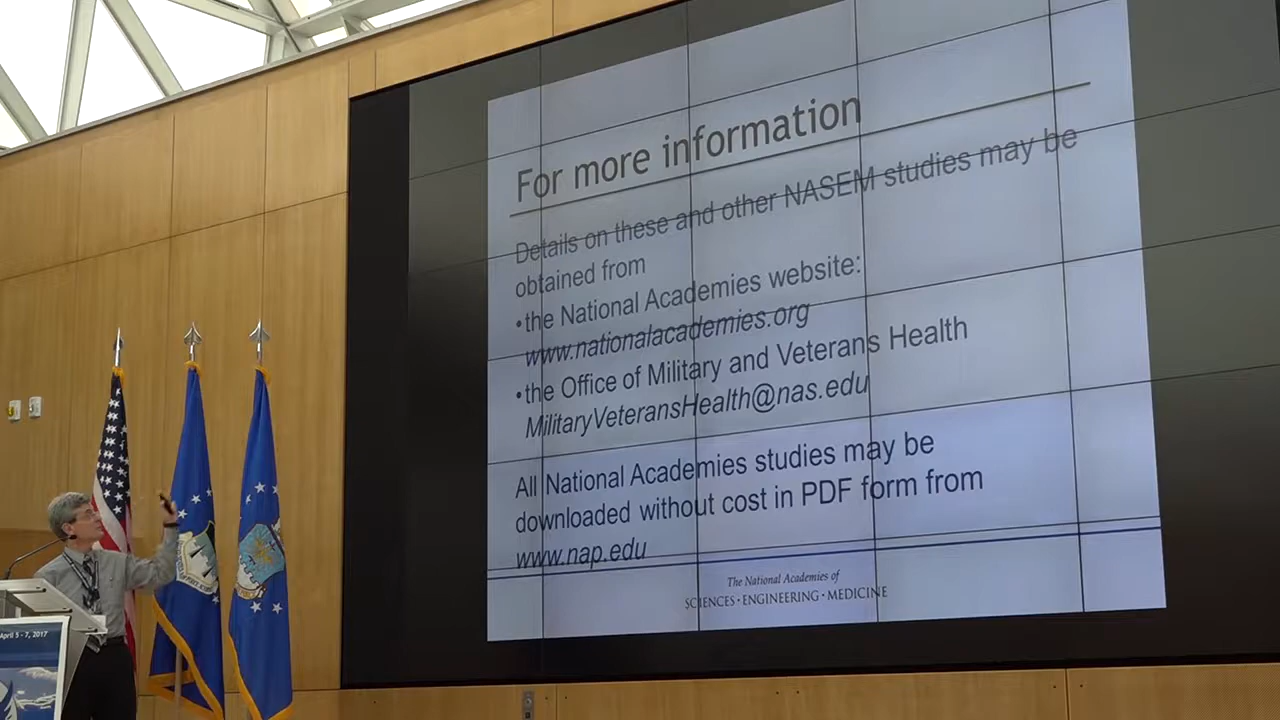 For more information
Details on these and other NASEM studies may be
obtained from
•the National Academies website:
www.nationalacademies.org
•the Office of Military and Veterans Health
MilitaryVeteransHealth@nas.edu
All National Academies studies may be
downloaded without cost in PDF form from
www.nap.edu
The National Academies of
SCIENCES • ENGINEERING • MEDICINE
April 5 - 7, 2017